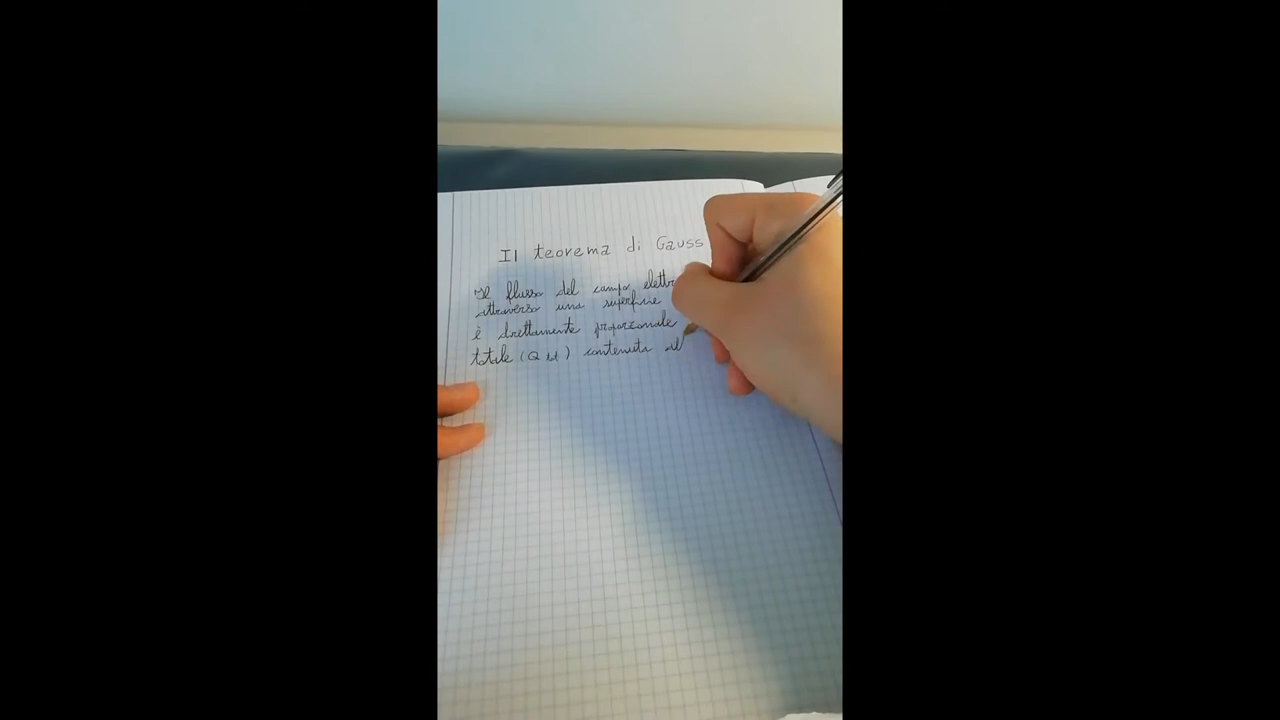 Il teorema di Gauss
Il flusso del campo elettr
attraverso una superficie
è direttamente proporzionale
totale (Q tot) contenuta al